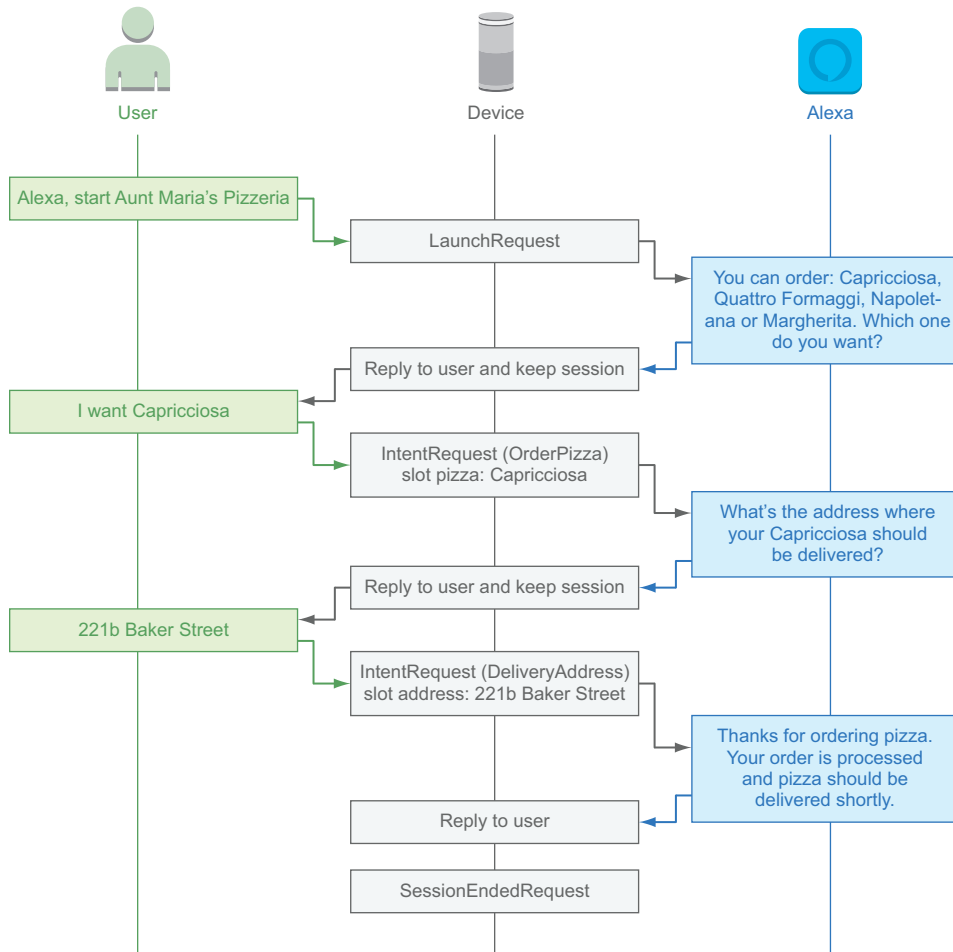 User
Device
Alexa
Alexa, start Aunt Maria’s Pizzeria
LaunchRequest
You can order: Capricciosa,
Quattro Formaggi, Napolet-
ana or Margherita. Which one
do you want?
Reply to user and keep session
I want Capricciosa
IntentRequest (OrderPizza)
slot pizza: Capricciosa
What’s the address where
your Capricciosa should
be delivered?
Reply to user and keep session
221b Baker Street
IntentRequest (DeliveryAddress)
slot address: 221b Baker Street
Thanks for ordering pizza.
Your order is processed
and pizza should be
delivered shortly.
Reply to user
SessionEndedRequest